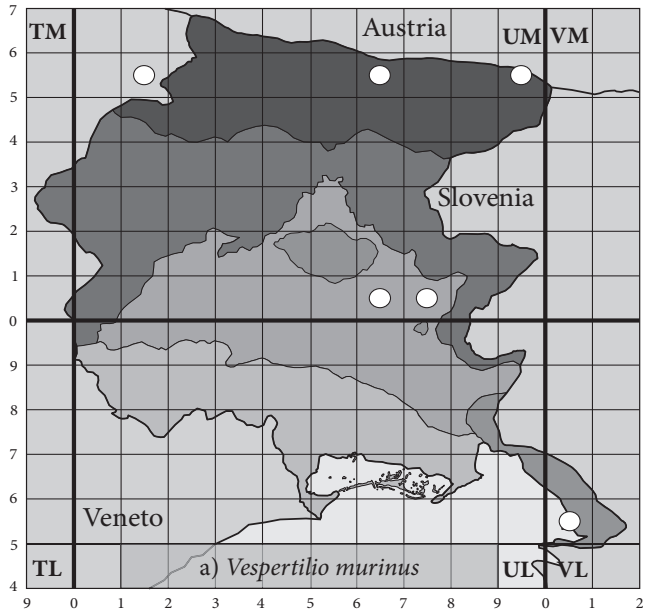 7
TM Austria UM VM
6
5
4
3 Slovenia
2
1
0
9
8
7
6 Veneto
5
TL a) Vespertilio murinus UL VL
4
9 0 1 2 3 4 5 6 7 8 9 0 1 2